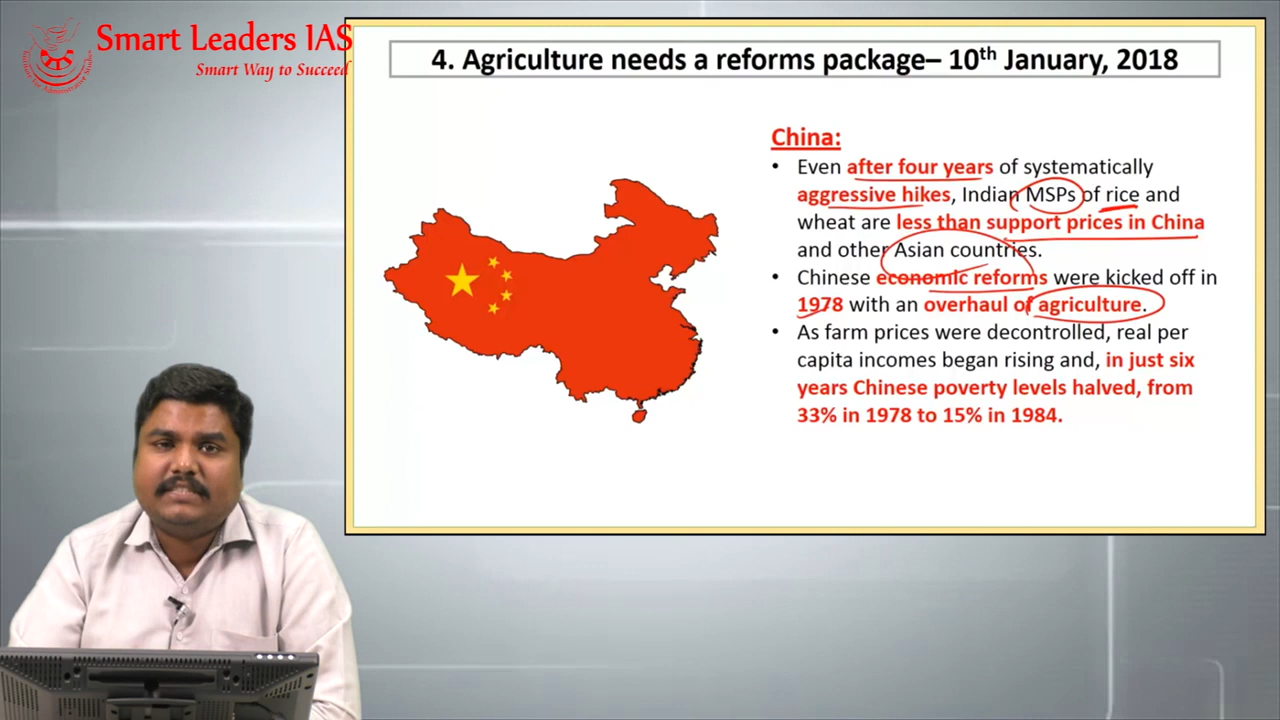 Smart Leaders IAS
Smart Way to Succeed
4. Agriculture needs a reforms package– 10th January, 2018
China:
• Even after four years of systematically
aggressive hikes, Indian MSPs of rice and
wheat are less than support prices in China
and other Asian countries.
• Chinese economic reforms were kicked off in
1978 with an overhaul of agriculture.
• As farm prices were decontrolled, real per
capita incomes began rising and, in just six
years Chinese poverty levels halved, from
33% in 1978 to 15% in 1984.